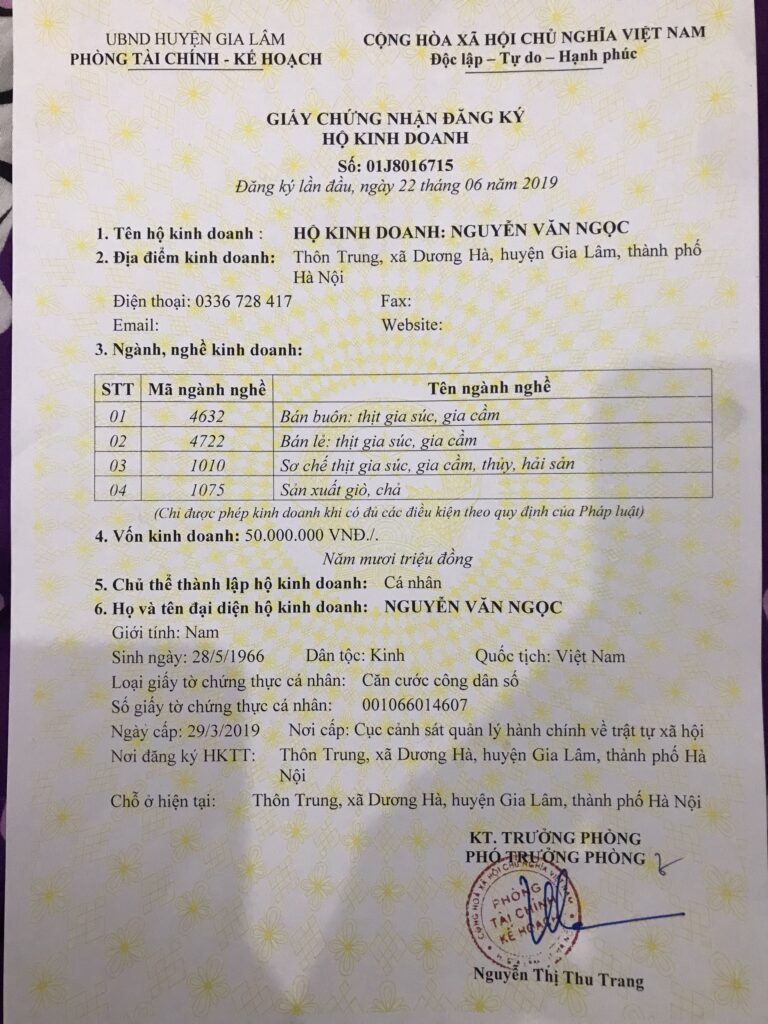 UBND HUYỆN GIA LÂM
PHÒNG TÀI CHÍNH - KẾ HOẠCH
CỘNG HÒA XÃ HỘI CHỦ NGHĨA VIỆT NAM
Độc lập – Tự do – Hạnh phúc
GIẤY CHỨNG NHẬN ĐĂNG KÝ
HỘ KINH DOANH
Số: 01J8016715
Đăng ký lần đầu, ngày 22 tháng 06 năm 2019
1. Tên hộ kinh doanh : HỘ KINH DOANH: NGUYỄN VĂN NGỌC
2. Địa điểm kinh doanh: Thôn Trung, xã Dương Hà, huyện Gia Lâm, thành phố
Hà Nội
Điện thoại: 0336 728 417 Fax:
Email: Website:
3. Ngành, nghề kinh doanh:
STT Mã ngành nghề Tên ngành nghề
01 4632 Bán buôn: thịt gia súc, gia cầm
02 4722 Bán lẻ: thịt gia súc, gia cầm
03 1010 Sơ chế thịt gia súc, gia cầm, thủy, hải sản
04 1075 Sản xuất giò, chả
(Chỉ được phép kinh doanh khi có đủ các điều kiện theo quy định của Pháp luật)
4. Vốn kinh doanh: 50.000.000 VNĐ./.
Năm mươi triệu đồng
5. Chủ thể thành lập hộ kinh doanh: Cá nhân
6. Họ và tên đại diện hộ kinh doanh: NGUYỄN VĂN NGỌC
Giới tính: Nam
Sinh ngày: 28/5/1966 Dân tộc: Kinh Quốc tịch: Việt Nam
Loại giấy tờ chứng thực cá nhân: Căn cước công dân số
Số giấy tờ chứng thực cá nhân: 001066014607
Ngày cấp: 29/3/2019 Nơi cấp: Cục cảnh sát quản lý hành chính về trật tự xã hội
Nơi đăng ký HKTT: Thôn Trung, xã Dương Hà, huyện Gia Lâm, thành phố Hà
Nội
Chỗ ở hiện tại: Thôn Trung, xã Dương Hà, huyện Gia Lâm, thành phố Hà Nội
KT. TRƯỞNG PHÒNG
PHÓ TRƯỞNG PHÒNG
CỘNG HÒA XÃ HỘI CHỦ NGHĨA VIỆT NAM
PHÒNG
TÀI CHÍNH
KẾ HOẠCH
Nguyễn Thị Thu Trang